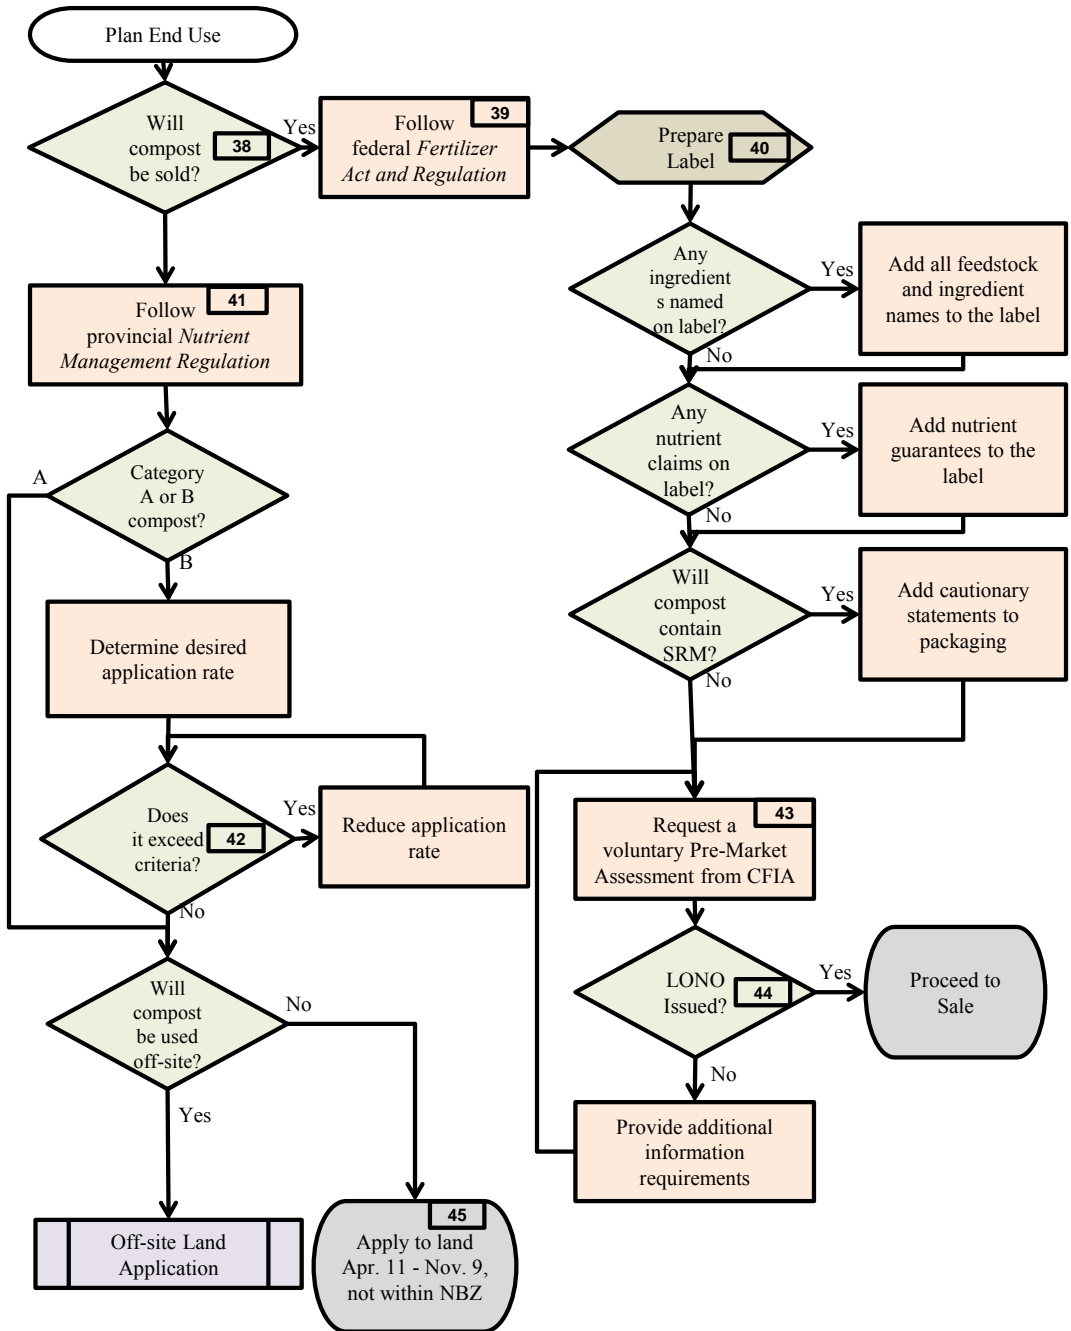 Plan End Use
Will
compost
be sold?
38
Yes
Follow
federal Fertilizer
Act and Regulation
39
Prepare
Label
40
Any
ingredient
s named
on label?
Yes
Add all feedstock
and ingredient
names to the label
No
41
Follow
provincial Nutrient
Management Regulation
Any
nutrient
claims on
label?
Yes
Add nutrient
guarantees to the
label
No
A
Category
A or B
compost?
B
Will
compost
contain
SRM?
Yes
Add cautionary
statements to
packaging
No
Determine desired
application rate
Does
it exceed
criteria?
42
Yes
Reduce application
rate
No
43
Request a
voluntary Pre-Market
Assessment from CFIA
LONO
Issued?
44
Yes
Proceed to
Sale
No
Provide additional
information
requirements
Will
compost
be used
off-site?
No
Yes
Off-site Land
Application
45
Apply to land
Apr. 11 - Nov. 9,
not within NBZ